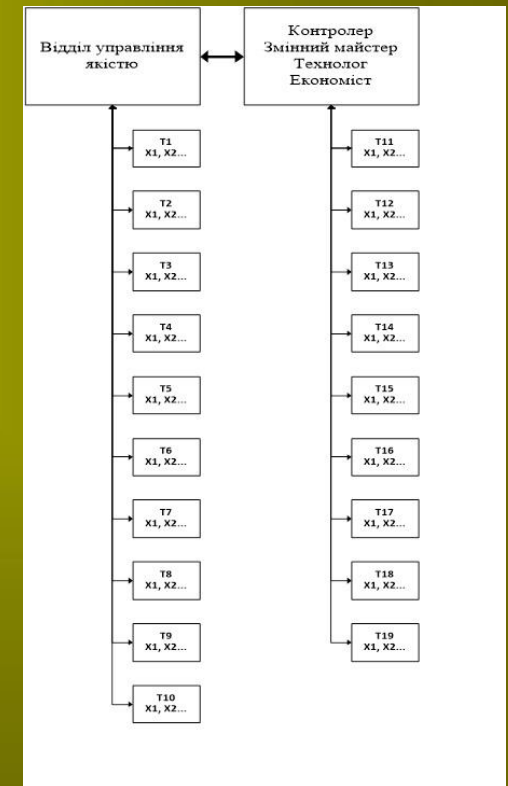 Відділ управління
якістю
Контролер
Змінний майстер
Технолог
Економіст
T1
X1, X2...
T2
X1, X2...
T3
X1, X2...
T4
X1, X2...
T5
X1, X2...
T6
X1, X2...
T7
X1, X2...
T8
X1, X2...
T9
X1, X2...
T10
X1, X2...
T11
X1, X2...
T12
X1, X2...
T13
X1, X2...
T14
X1, X2...
T15
X1, X2...
T16
X1, X2...
T17
X1, X2...
T18
X1, X2...
T19
X1, X2...